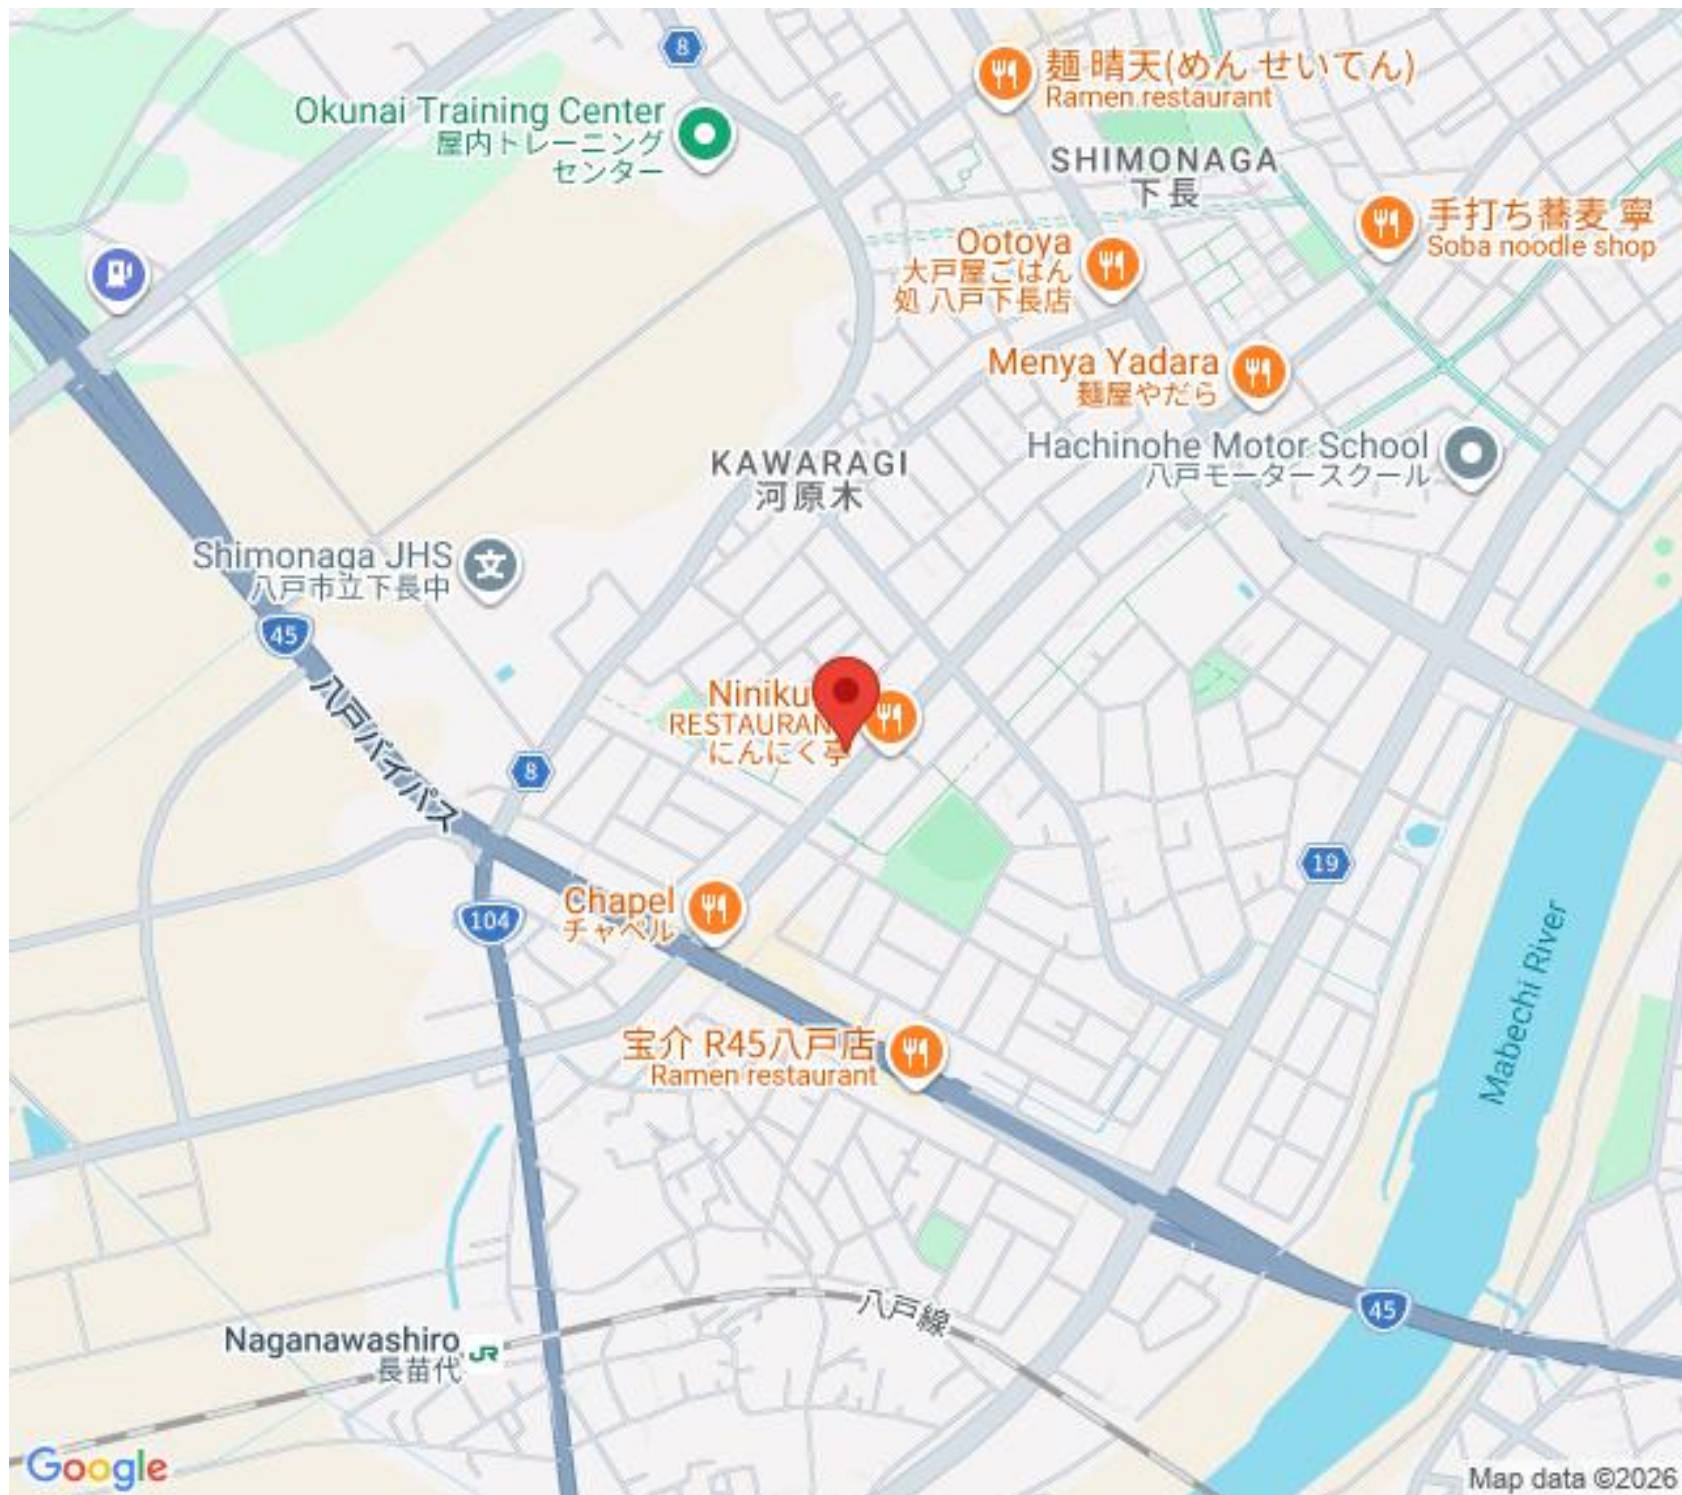 8
麺 晴天(めん せいてん)
Ramen restaurant
Okunai Training Center
屋内トレーニング
センター
SHIMONAGA
下長
手打ち蕎麦 寧
Soba noodle shop
Ootoya
大戸屋ごはん
処 八戸下長店
Menya Yadara
麺屋やだら
Hachinohe Motor School
八戸モータースクール
KAWARAGI
河原木
Shimonaga JHS
八戸市立下長中
45
八戸バイパス
Niniku
RESTAURAN
にんにく亭
8
19
Chapel
チャペル
104
Mabechi River
宝介 R45八戸店
Ramen restaurant
八戸線
45
Naganawashiro
長苗代
JR
Google
Map data ©2026